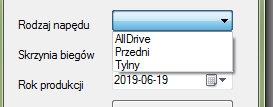 Rodzaj napędu
AllDrive
Skrzynia biegów
Przedni
Tylny
Rok produkcji
2019-06-19